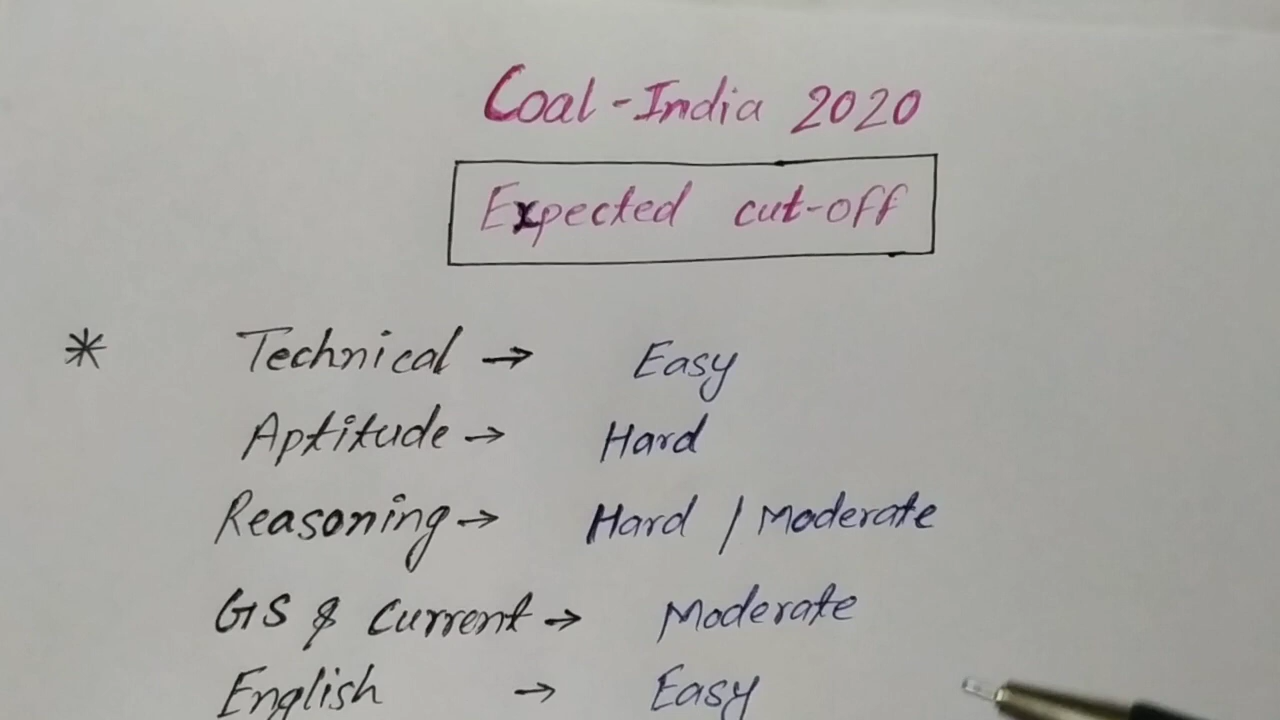 Coal-India 2020
Expected cut-off
* Technical → Easy
Aptitude → Hard
Reasoning → Hard / Moderate
GS & Current → Moderate
English → Easy